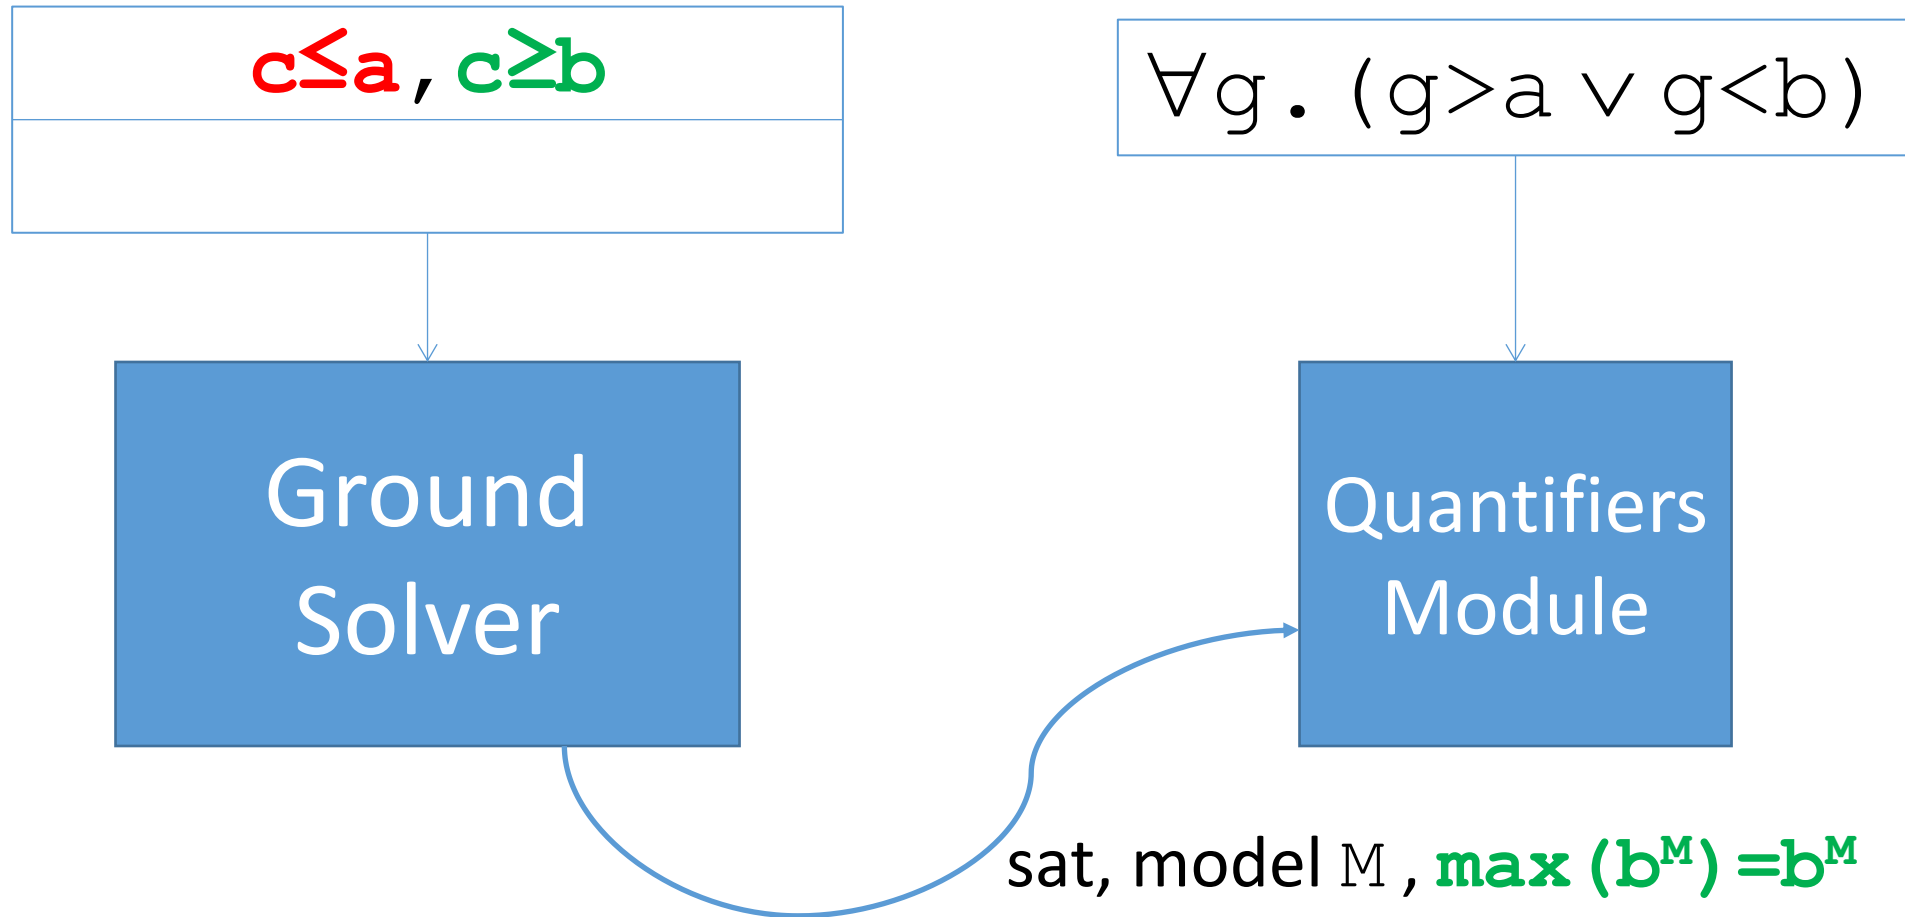 c≤a, c≥b
∀g.(g>a ∨ g<b)
Ground
Solver
Quantifiers
Module
sat, model M, max(bᴹ)=bᴹ